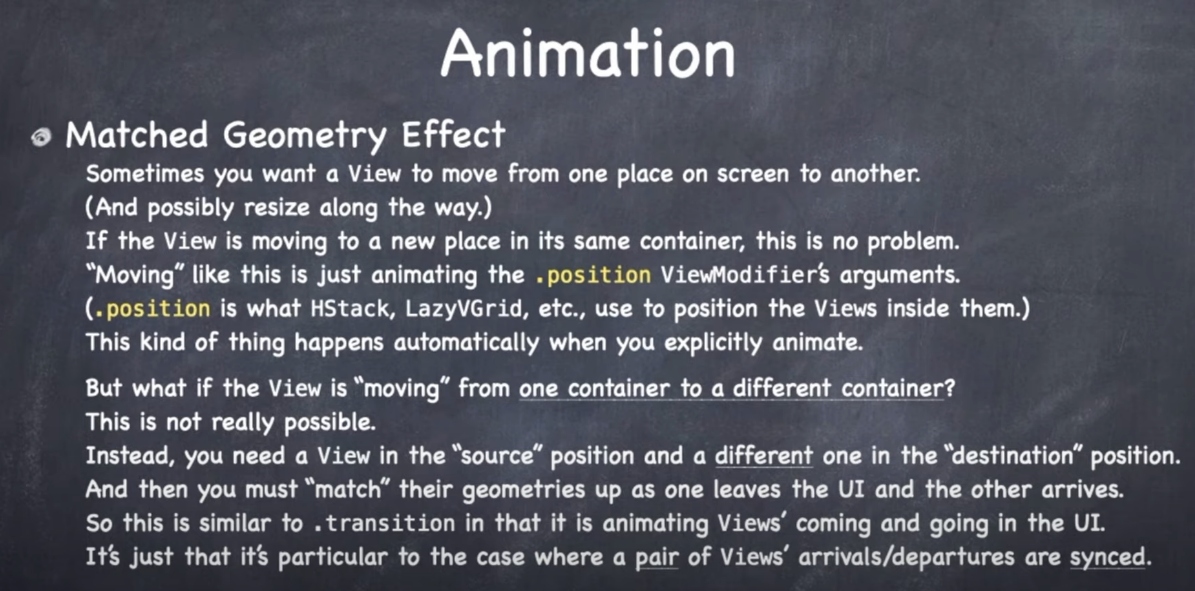 Animation
Matched Geometry Effect
Sometimes you want a View to move from one place on screen to another.
(And possibly resize along the way.)
If the View is moving to a new place in its same container, this is no problem.
“Moving” like this is just animating the .position ViewModifier’s arguments.
(.position is what HStack, LazyVGrid, etc., use to position the Views inside them.)
This kind of thing happens automatically when you explicitly animate.
But what if the View is “moving” from one container to a different container?
This is not really possible.
Instead, you need a View in the “source” position and a different one in the “destination” position.
And then you must “match” their geometries up as one leaves the UI and the other arrives.
So this is similar to .transition in that it is animating Views’ coming and going in the UI.
It’s just that it’s particular to the case where a pair of Views’ arrivals/departures are synced.